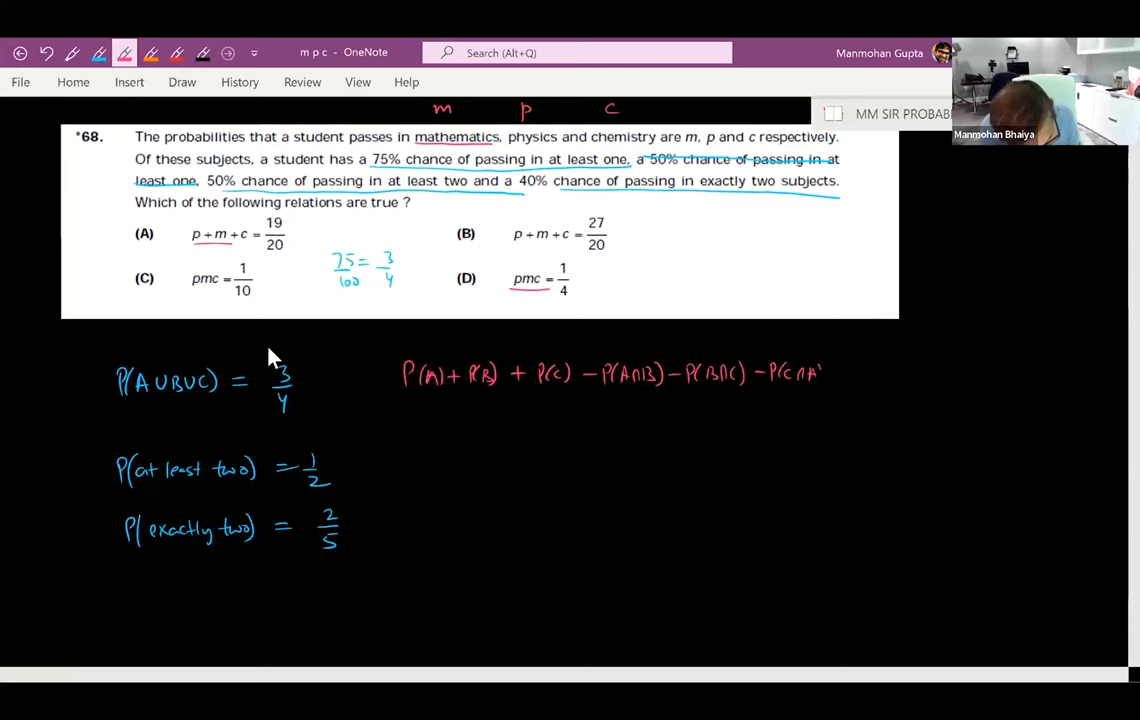 m p c - OneNote
Search (Alt+Q)
Manmohan Gupta
File Home Insert Draw History Review View Help
m p c
MM SIR PROBAB
Manmohan Bhaiya
*68. The probabilities that a student passes in mathematics, physics and chemistry are m, p and c respectively.
Of these subjects, a student has a 75% chance of passing in at least one, a 50% chance of passing in at
least one, 50% chance of passing in at least two and a 40% chance of passing in exactly two subjects.
Which of the following relations are true ?
(A) p + m + c = 19/20 (B) p + m + c = 27/20
(C) pmc = 1/10 (D) pmc = 1/4
75/100 = 3/4
P(A∪B∪C) = 3/4
P(A) + P(B) + P(C) – P(A∩B) – P(B∩C) – P(C∩A)
P(at least two) = 1/2
P(exactly two) = 2/5